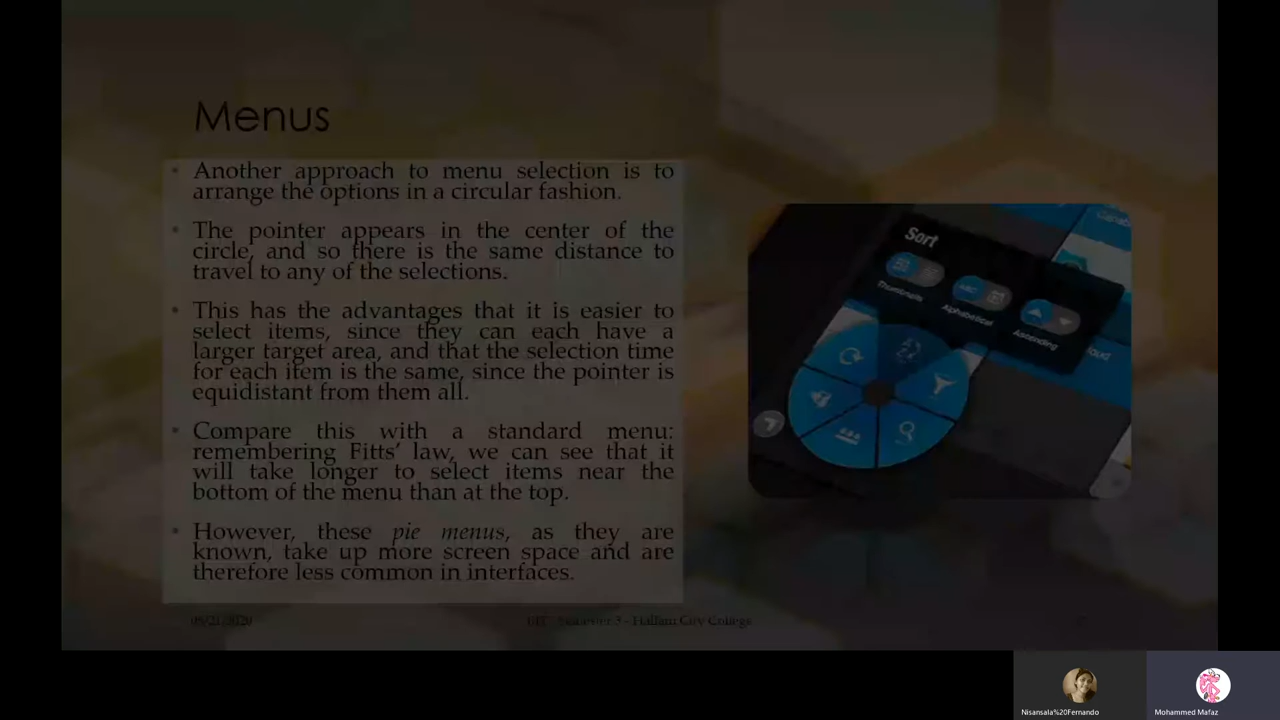 Menus
• Another approach to menu selection is to
arrange the options in a circular fashion.
• The pointer appears in the center of the
circle, and so there is the same distance to
travel to any of the selections.
• This has the advantages that it is easier to
select items, since they can each have a
larger target area, and that the selection time
for each item is the same, since the pointer is
equidistant from them all.
• Compare this with a standard menu:
remembering Fitts’ law, we can see that it
will take longer to select items near the
bottom of the menu than at the top.
• However, these pie menus, as they are
known, take up more screen space and are
therefore less common in interfaces.
Sort
Thumbnails
ABC
Alphabetical
Ascending
Semester 3 - Hallam City College
Nisansala%20Fernando
Mohammed Mafaz